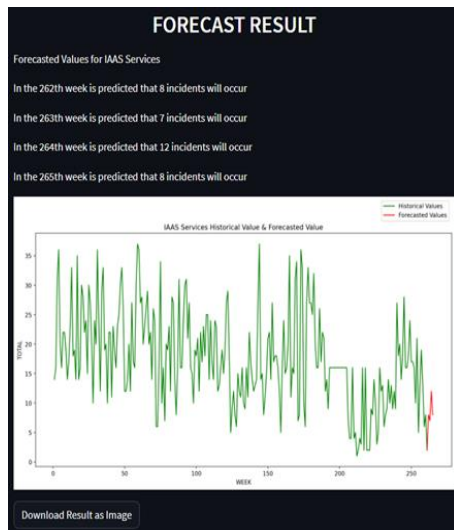 FORECAST RESULT
Forecasted Values for IAAS Services
In the 262th week is predicted that 8 incidents will occur
In the 263th week is predicted that 7 incidents will occur
In the 264th week is predicted that 12 incidents will occur
In the 265th week is predicted that 8 incidents will occur
Historical Values
Forecasted Values
IAAS Services Historical Value & Forecasted Value
35
30
25
20
15
10
5
0
TOTAL
0 50 100 150 200 250
WEEK
Download Result as Image